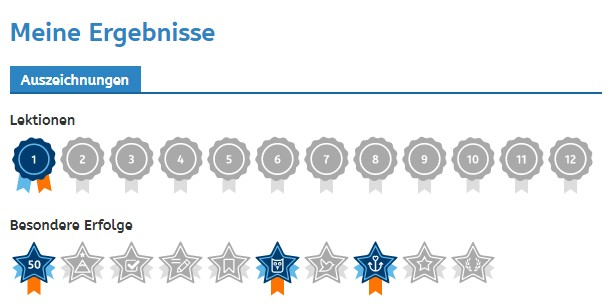 Meine Ergebnisse
Auszeichnungen
Lektionen
1 2 3 4 5 6 7 8 9 10 11 12
Besondere Erfolge
50